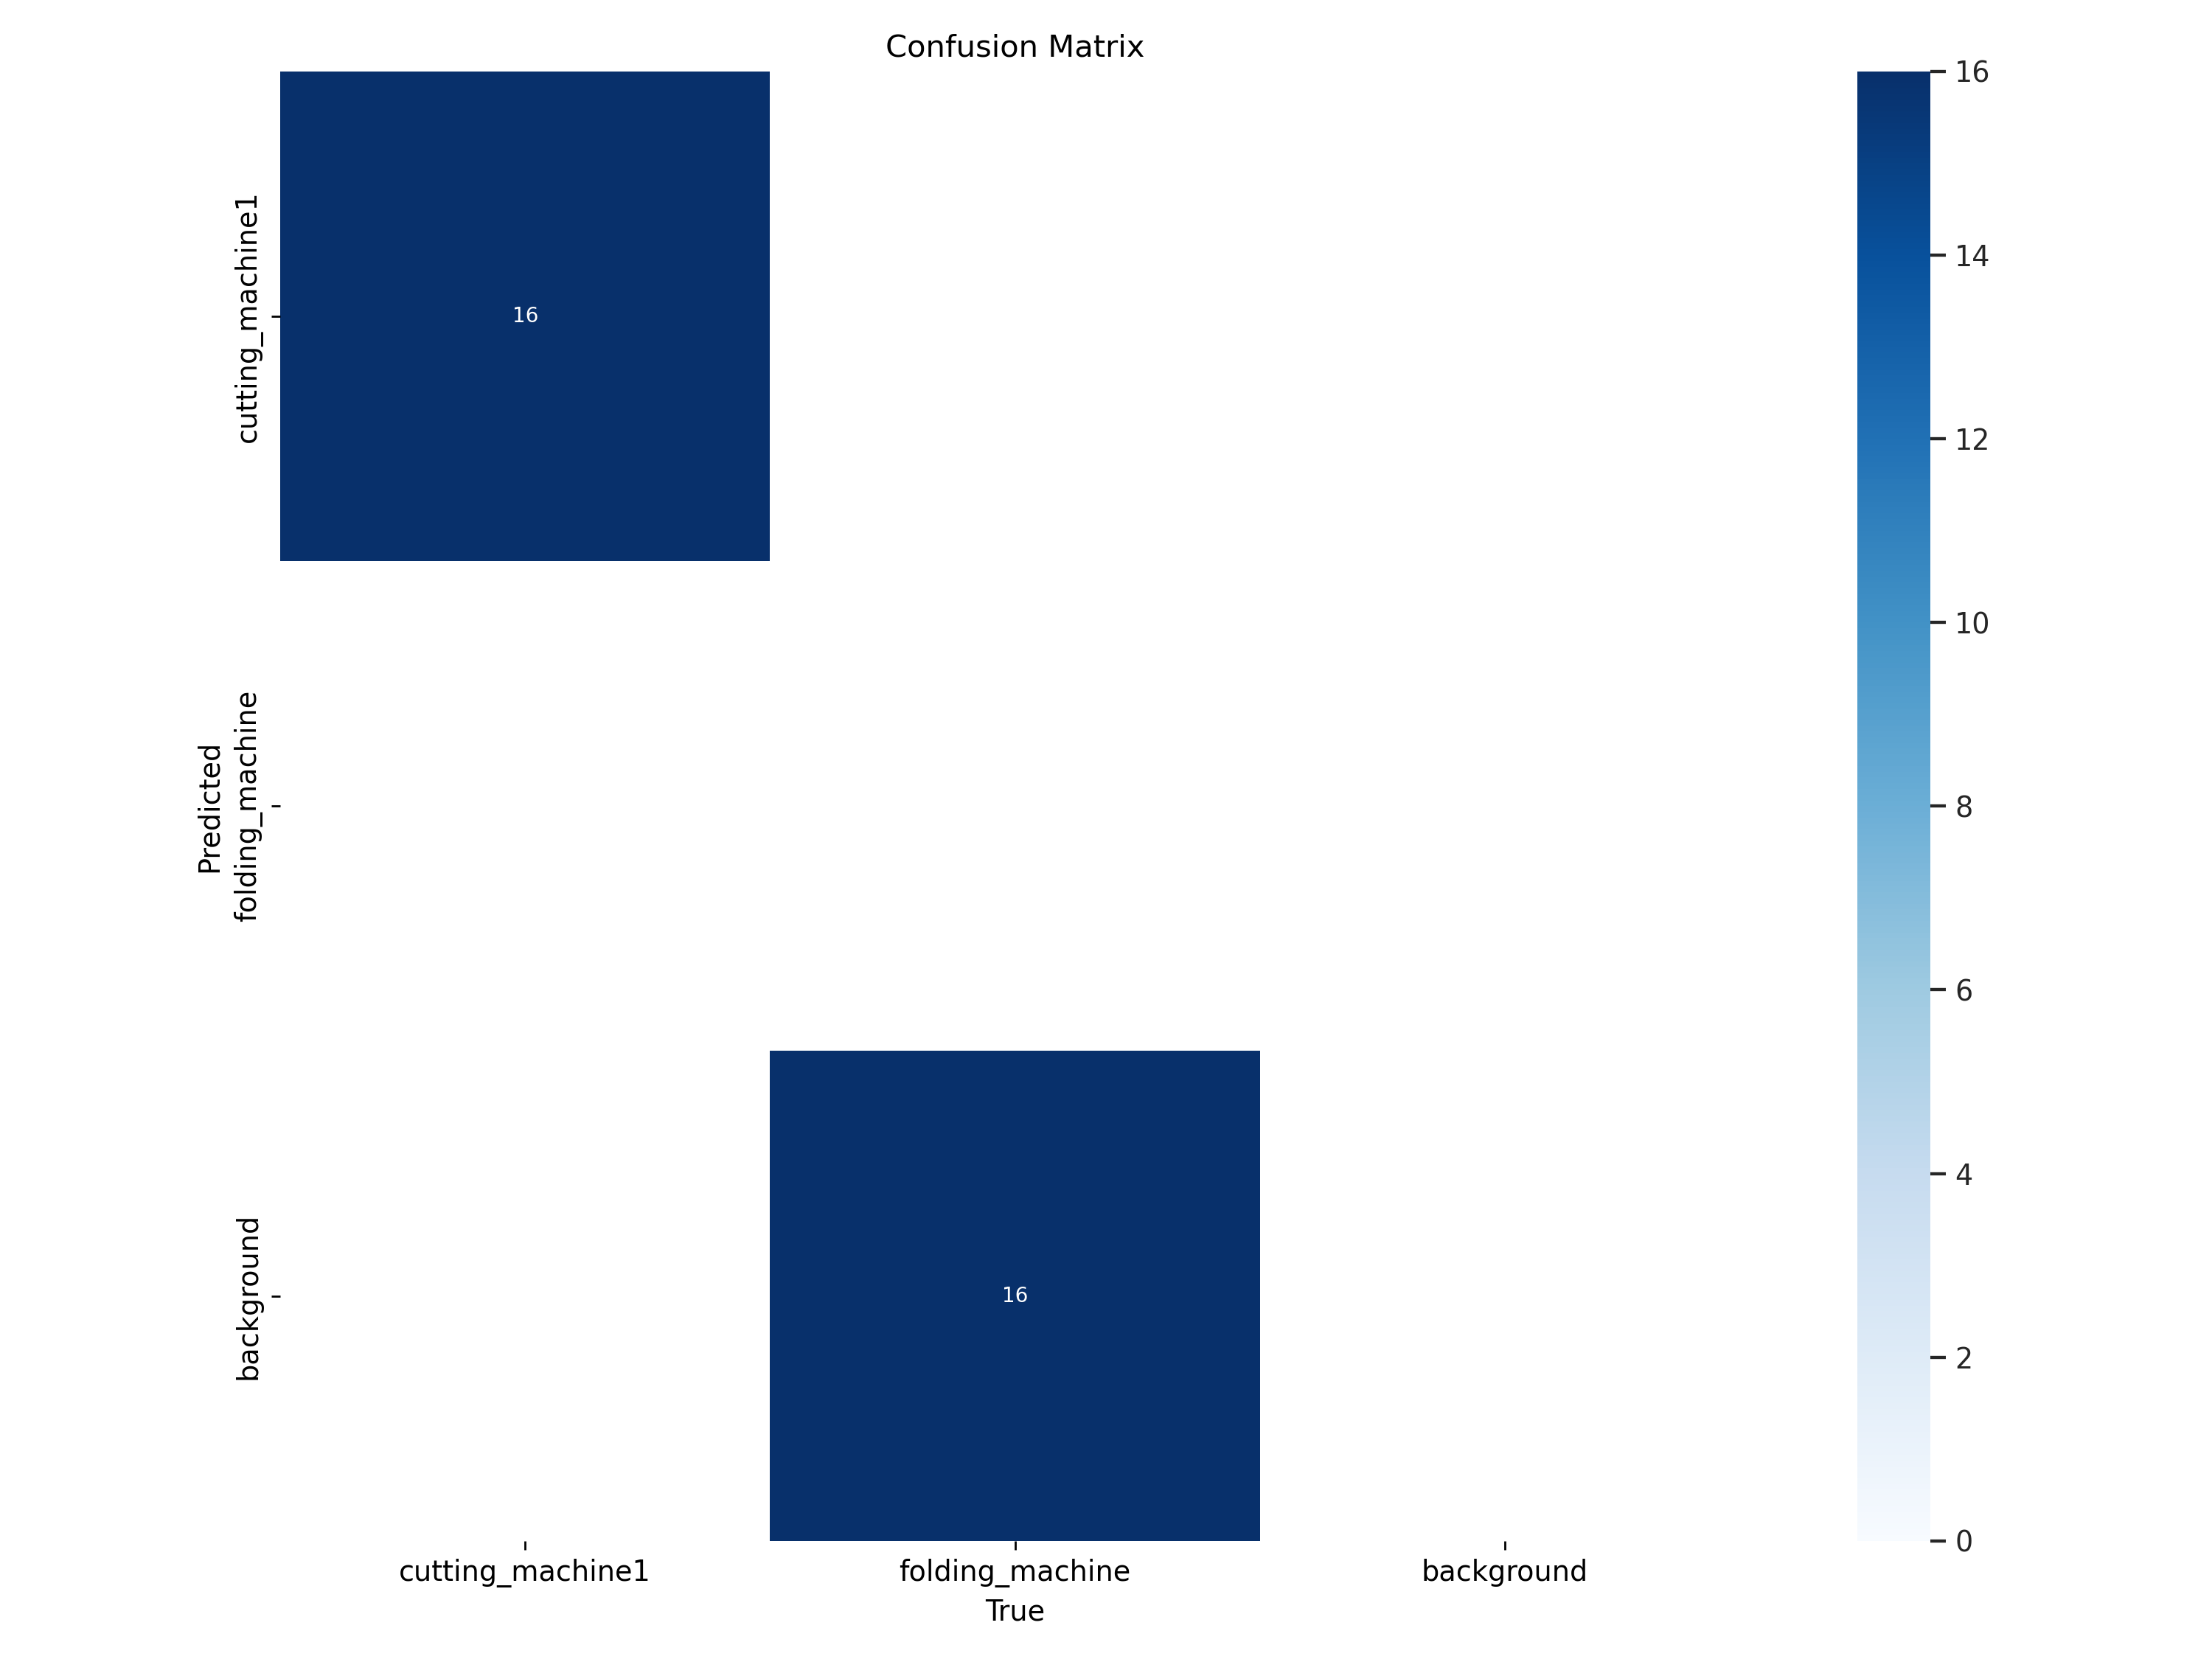 Confusion Matrix
cutting_machine1
folding_machine
background
Predicted
16
16
cutting_machine1
folding_machine
background
True
16
14
12
10
8
6
4
2
0